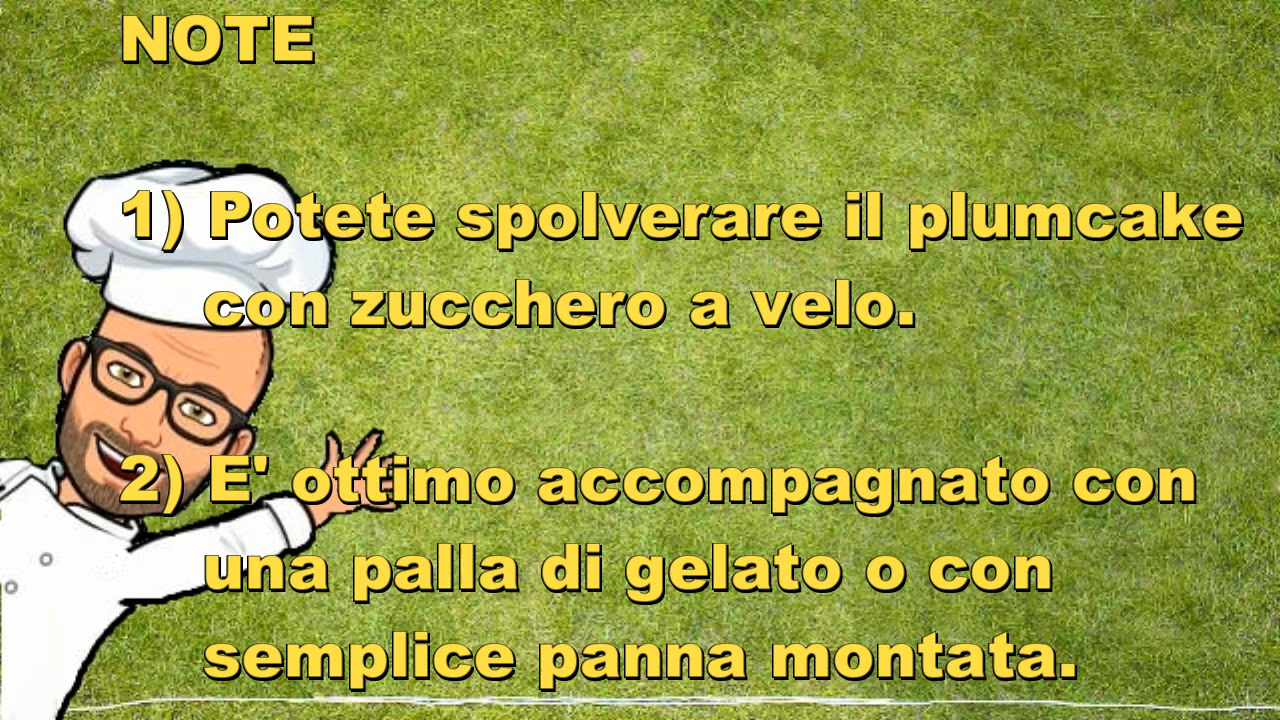 NOTE
1) Potete spolverare il plumcake
con zucchero a velo.
2) E' ottimo accompagnato con
una palla di gelato o con
semplice panna montata.